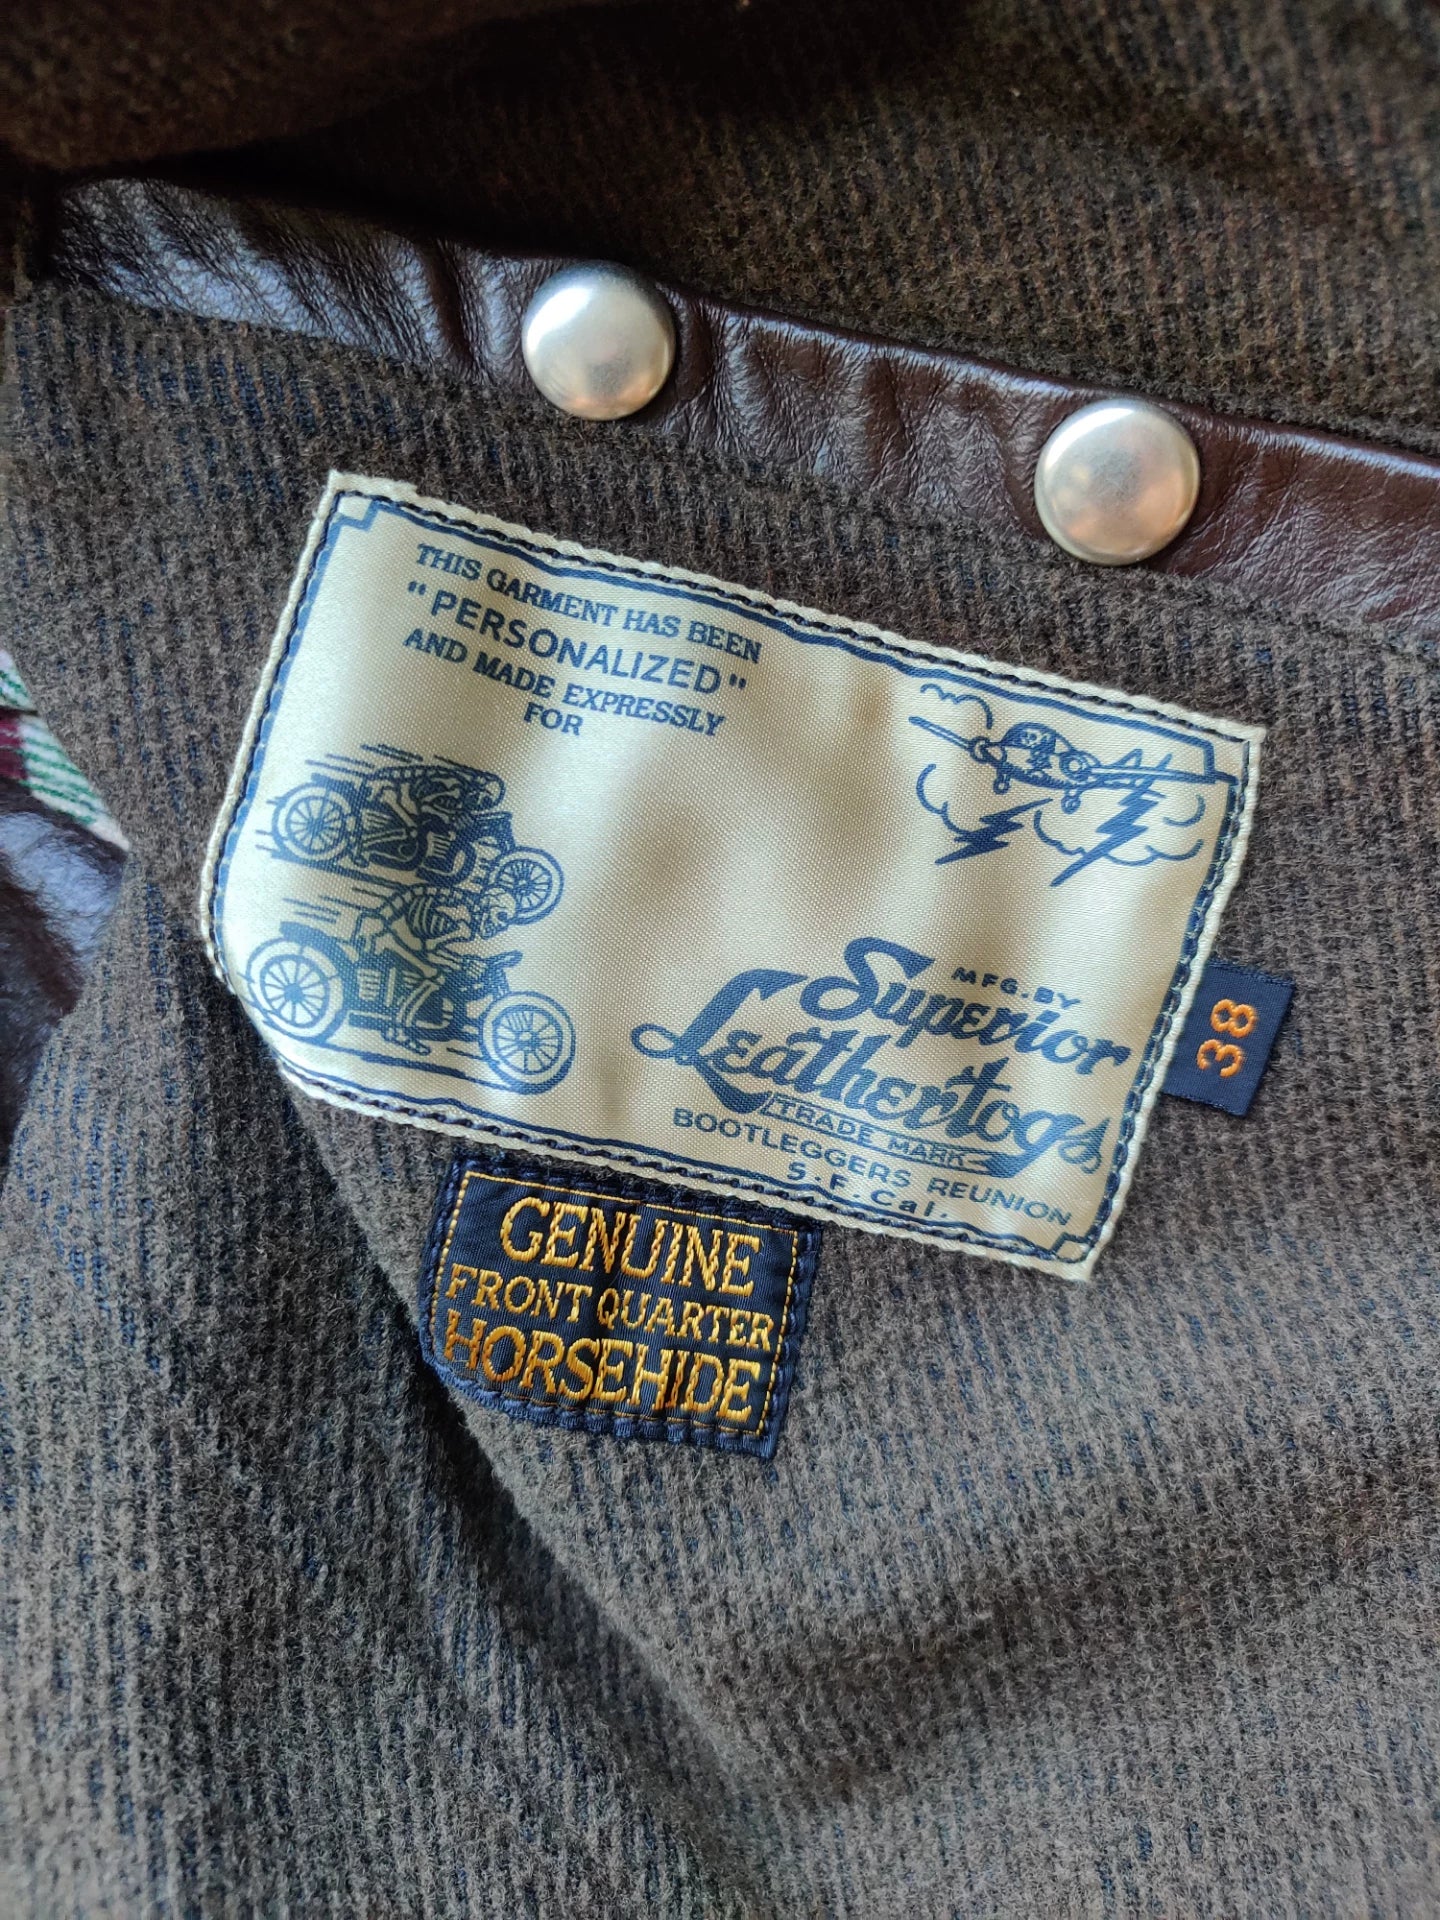 THIS GARMENT HAS BEEN
"PERSONALIZED"
AND MADE EXPRESSLY
FOR
MFG. BY
Superior
Leathertogs
TRADE MARK
BOOTLEGGERS REUNION
S.F. Cal.
38
GENUINE
FRONT QUARTER
HORSEHIDE